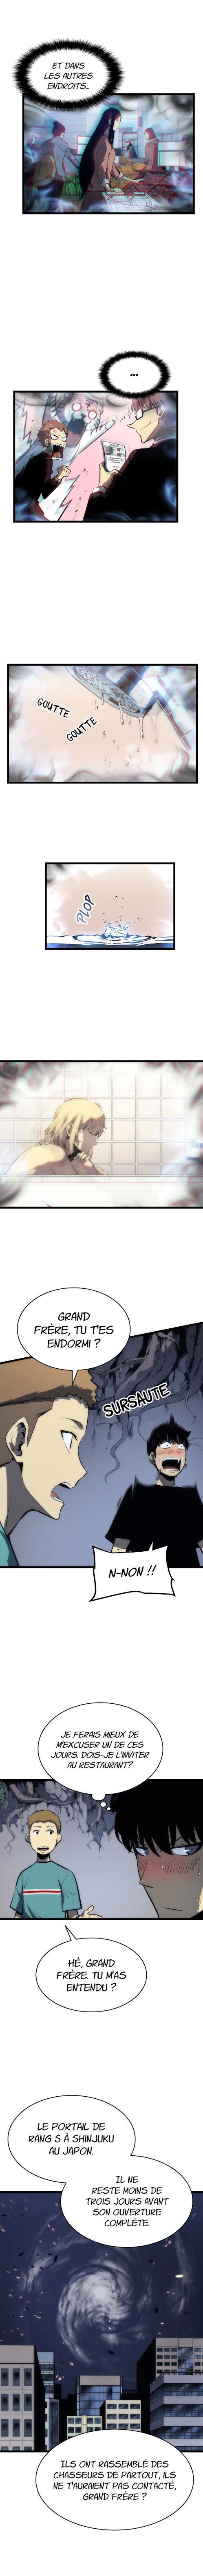 ET DANS
LES AUTRES
ENDROITS...
...
GOUTTE
GOUTTE
PLOP
GRAND
FRÈRE, TU T'ES
ENDORMI ?
SURSAUTE
N-NON !!
JE FERAIS MIEUX DE
M'EXCUSER UN DE CES
JOURS. DOIS-JE L'INVITER
AU RESTAURANT?
HÉ, GRAND
FRÈRE. TU M'AS
ENTENDU ?
LE PORTAIL DE
RANG S À SHINJUKU
AU JAPON.
IL NE
RESTE MOINS DE
TROIS JOURS AVANT
SON OUVERTURE
COMPLÈTE.
ILS ONT RASSEMBLÉ DES
CHASSEURS DE PARTOUT, ILS
NE T'AURAIENT PAS CONTACTÉ,
GRAND FRÈRE ?